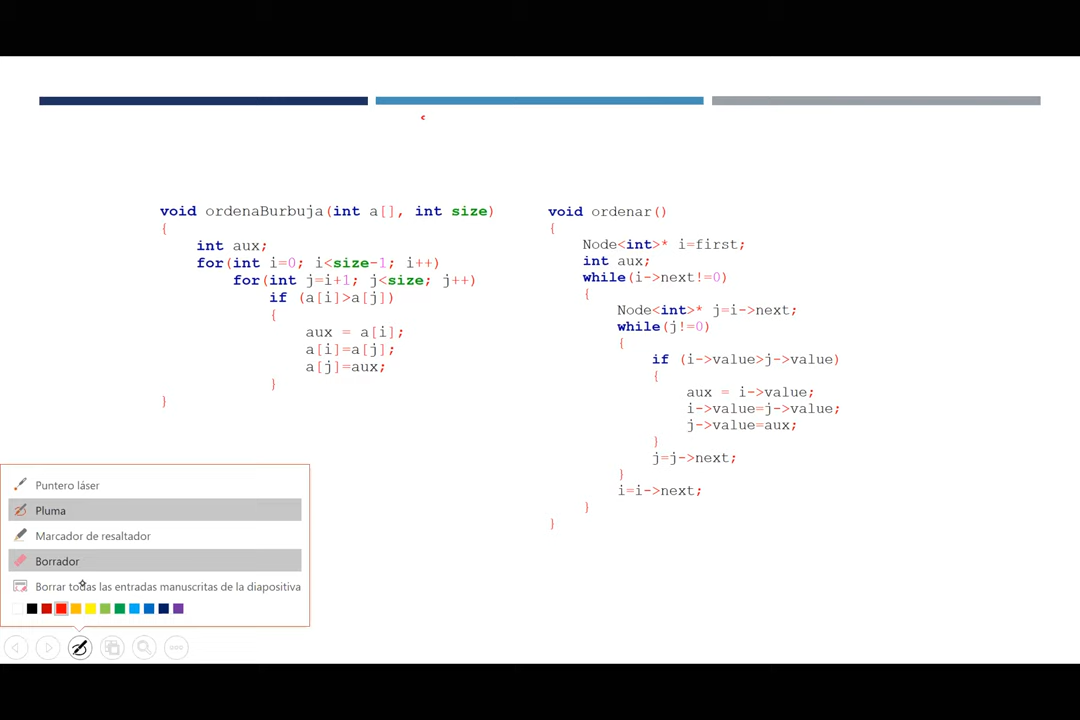 void ordenaBurbuja(int a[], int size)
{
int aux;
for(int i=0; i<size-1; i++)
for(int j=i+1; j<size; j++)
if (a[i]>a[j])
{
aux = a[i];
a[i]=a[j];
a[j]=aux;
}
}
void ordenar()
{
Node<int>* i=first;
int aux;
while(i->next!=0)
{
Node<int>* j=i->next;
while(j!=0)
{
if (i->value>j->value)
{
aux = i->value;
i->value=j->value;
j->value=aux;
}
j=j->next;
}
i=i->next;
}
}
Puntero láser
Pluma
Marcador de resaltador
Borrador
Borrar todas las entradas manuscritas de la diapositiva